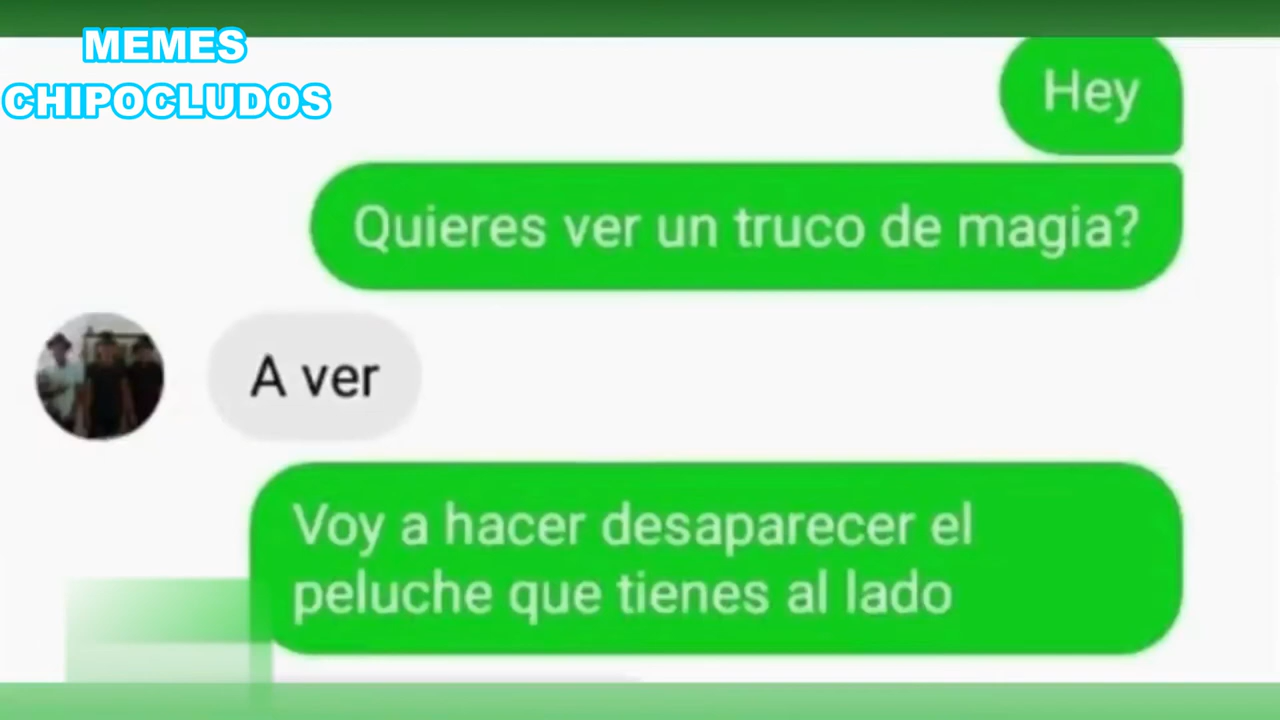 MEMES
CHIPOCLUDOS
Hey
Quieres ver un truco de magia?
A ver
Voy a hacer desaparecer el
peluche que tienes al lado